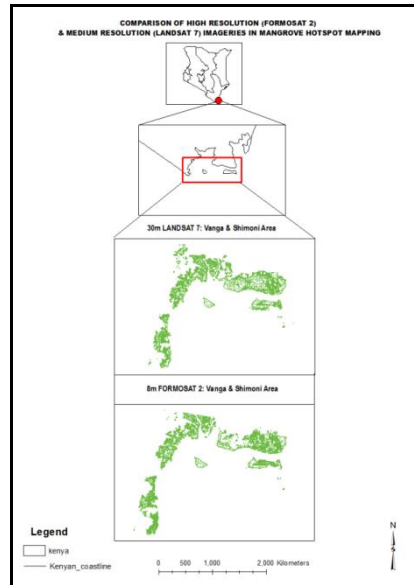 COMPARISON OF HIGH RESOLUTION (FORMOSAT 2)
& MEDIUM RESOLUTION (LANDSAT 7) IMAGERIES IN MANGROVE HOTSPOT MAPPING
30m LANDSAT 7: Vanga & Shimoni Area
8m FORMOSAT 2: Vanga & Shimoni Area
Legend
kenya
Kenyan_coastline
0 500 1,000 2,000 Kilometers
N